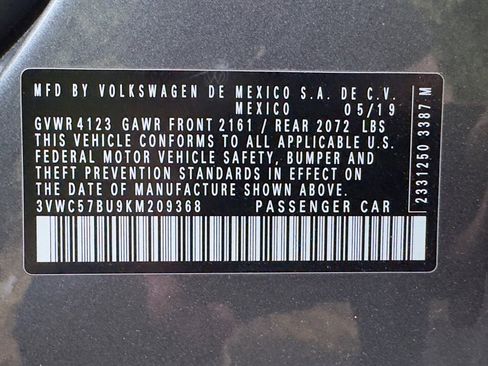 MFD BY VOLKSWAGEN DE MEXICO S.A. DE C.V.
MEXICO 05/19
GVWR 4123 GAWR FRONT 2161 / REAR 2072 LBS
THIS VEHICLE CONFORMS TO ALL APPLICABLE U.S.
FEDERAL MOTOR VEHICLE SAFETY, BUMPER AND
THEFT PREVENTION STANDARDS IN EFFECT ON
THE DATE OF MANUFACTURE SHOWN ABOVE.
3VWC57BU9KM209368 PASSENGER CAR
2331250 3387 M